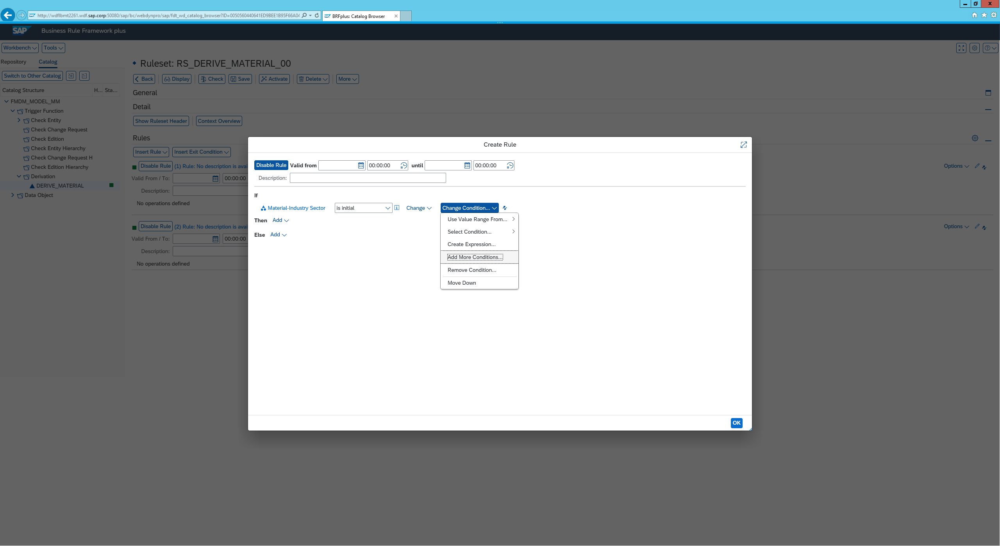 http://wdflbmt2261.wdf.sap.corp:50080/sap/bc/webdynpro/sap/fdt_wd_catalog_browser?ID=0050560440641ED9BEE1B95F66A04
SAP BRFplus: Catalog Browser
SAP Business Rule Framework plus
Workbench Tools
Repository Catalog
Switch to Other Catalog
Catalog Structure H... Sta...
FMDM_MODEL_MM
Trigger Function
Check Entity
Check Change Request
Check Edition
Check Entity Hierarchy
Check Change Request H
Check Edition Hierarchy
Derivation
DERIVE_MATERIAL
Data Object
Ruleset: RS_DERIVE_MATERIAL_00
Back Display Check Save Activate Delete More
General
Detail
Show Ruleset Header Context Overview
Rules
Insert Rule Insert Exit Condition
Disable Rule (1) Rule: No description is avai Options
Valid From / To: 00:00:00
Description:
No operations defined
Disable Rule (2) Rule: No description is avai Options
Valid From / To: 00:00:00
Description:
No operations defined
Create Rule
Disable Rule Valid from 00:00:00 until 00:00:00
Description:
If
Material-Industry Sector is initial Change Change Condition...
Then Add
Else Add
Use Value Range From...
Select Condition...
Create Expression...
Add More Conditions...
Remove Condition...
Move Down
OK